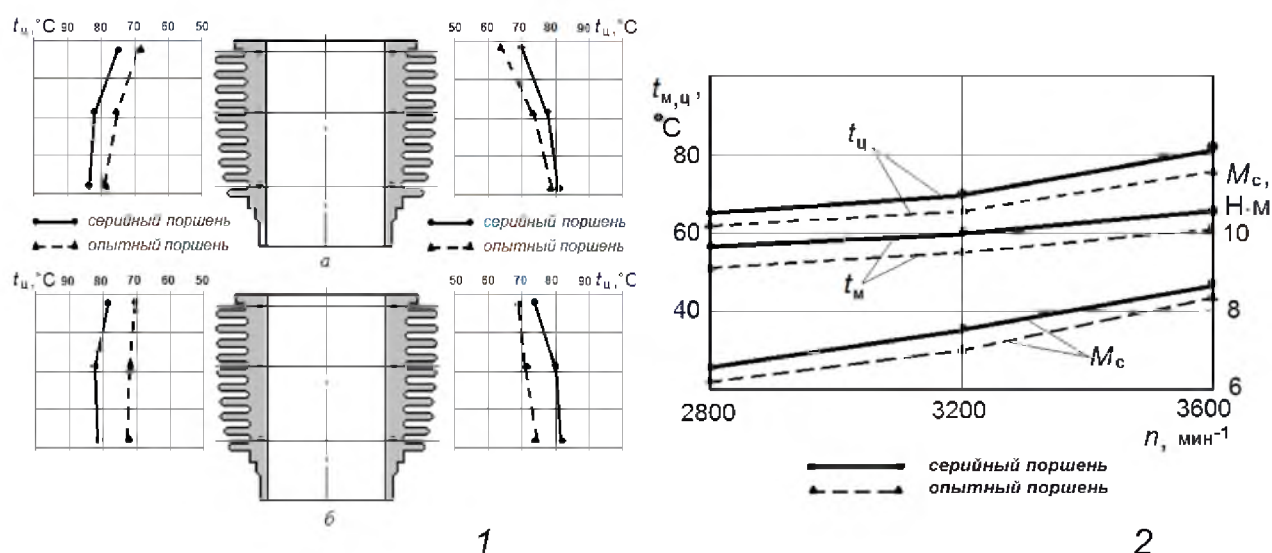 tц,°C 90 80 70 60 50
50 60 70 80 tц,°C 90
серийный поршень
опытный поршень
серийный поршень
опытный поршень
а
tц,°C 90 80 70 60 50
50 60 70 80 tц,°C 90
б
1
tм,ц,
°C
80
60
40
tц
tм
Mс
Mс,
Н·м
10
8
6
2800 3200 3600
n, мин-1
серийный поршень
опытный поршень
2